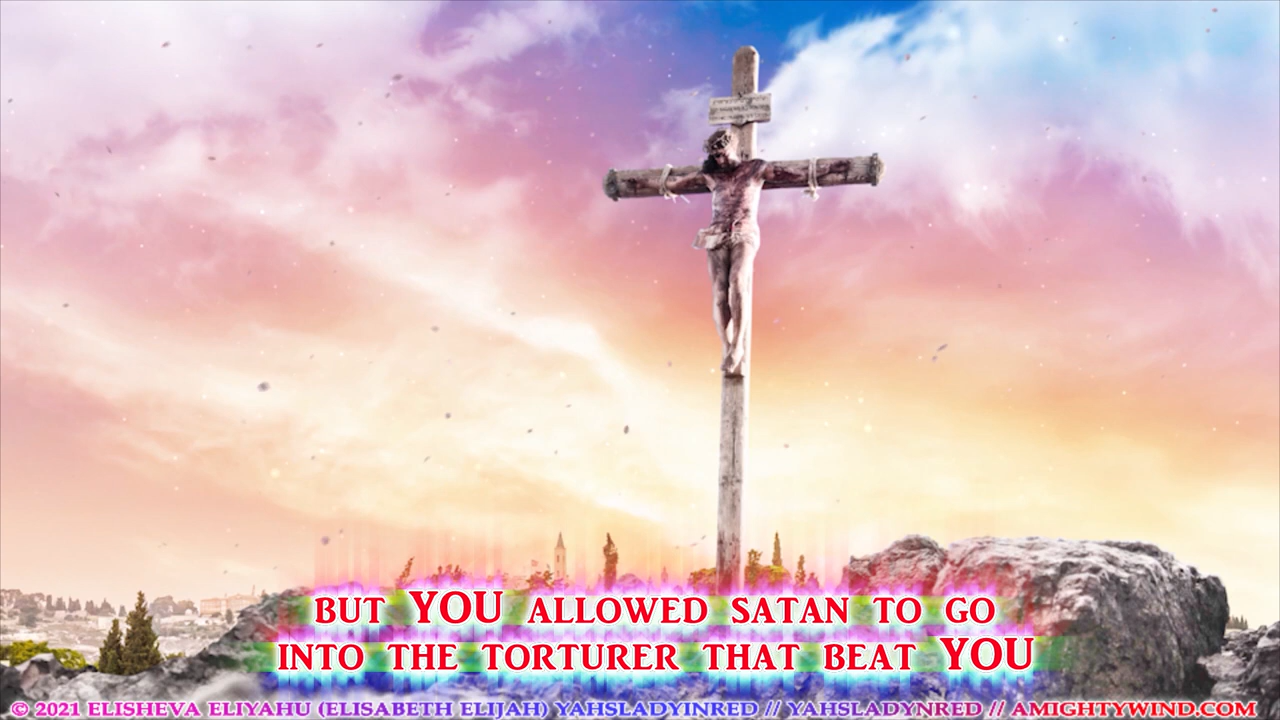 BUT YOU ALLOWED SATAN TO GO
INTO THE TORTURER THAT BEAT YOU
© 2021 ELISHEVA ELIYAHU (ELISABETH ELIJAH) YAHSLADYINRED // YAHSLADYNRED // AMIGHTYWIND.COM